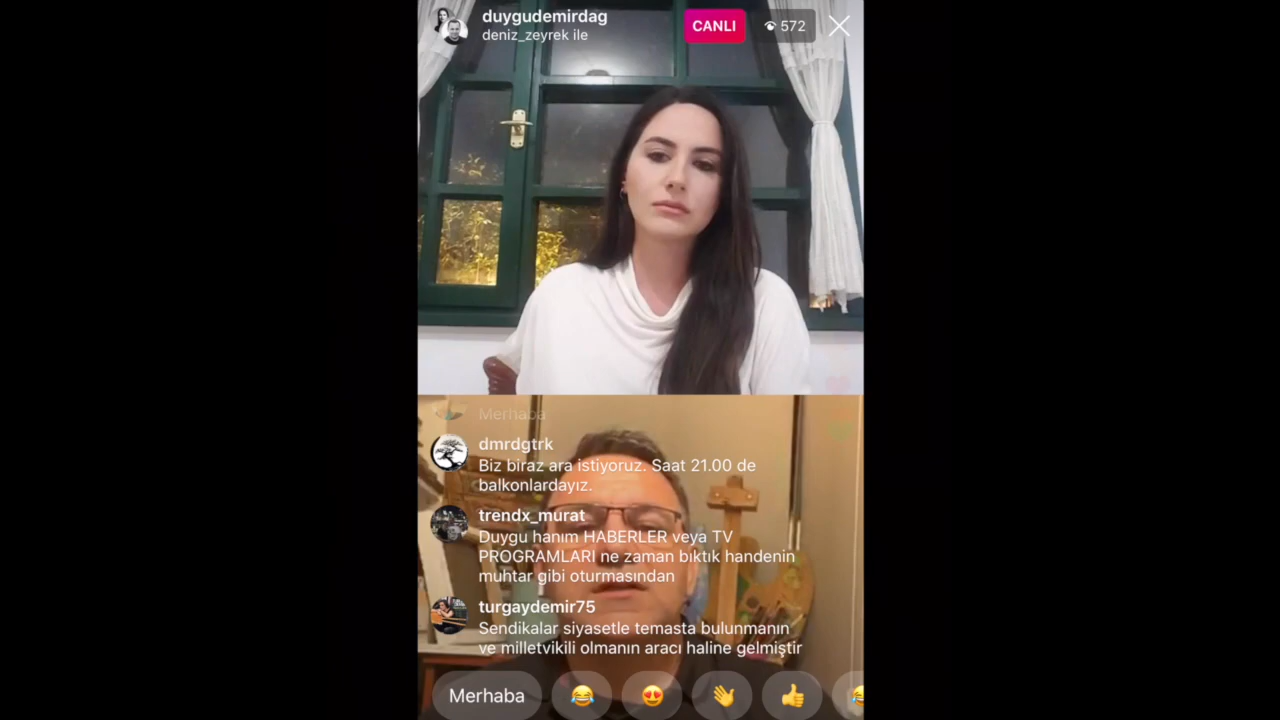 duygudemirdag
deniz_zeyrek ile
CANLI
572
Merhaba
dmrdgtrk
Biz biraz ara istiyoruz. Saat 21.00 de
balkonlardayız.
trendx_murat
Duygu hanım HABERLER veya TV
PROGRAMLARI ne zaman bıktık handenin
muhtar gibi oturmasından
turgaydemir75
Sendikalar siyasetle temasta bulunmanın
ve milletvikili olmanın aracı haline gelmiştir
Merhaba